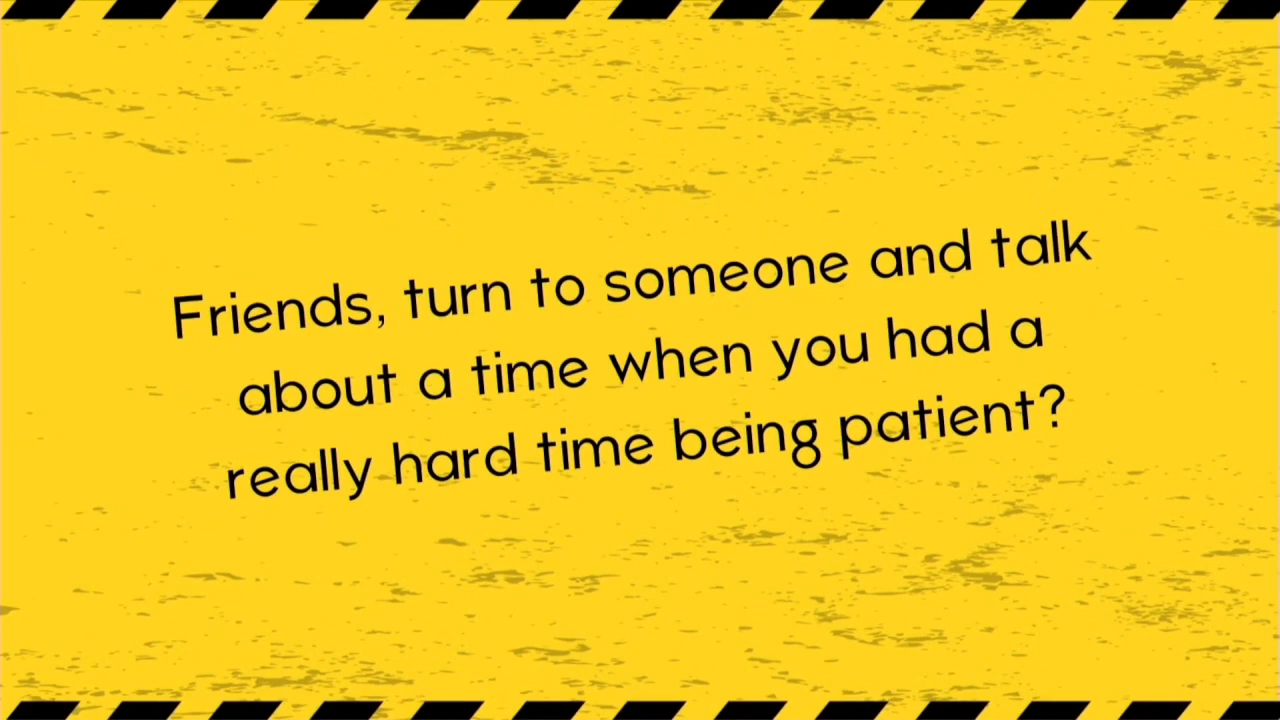 Friends, turn to someone and talk
about a time when you had a
really hard time being patient?